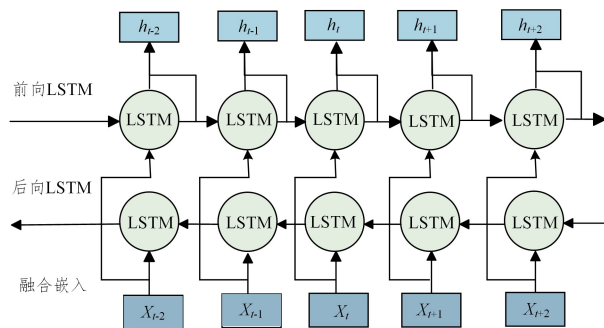 h_{t-2} h_{t-1} h_t h_{t+1} h_{t+2}
前向LSTM
LSTM LSTM LSTM LSTM LSTM
后向LSTM
LSTM LSTM LSTM LSTM LSTM
融合嵌入
X_{t-2} X_{t-1} X_t X_{t+1} X_{t+2}